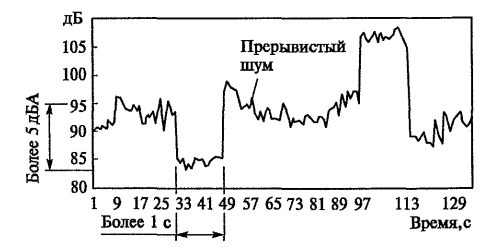 дБ
105
100
95
90
85
80
Более 5 дБА
Прерывистый
шум
1 9 17 25 33 41 49 57 65 73 81 89 97 113 129
Более 1 с
Время, с